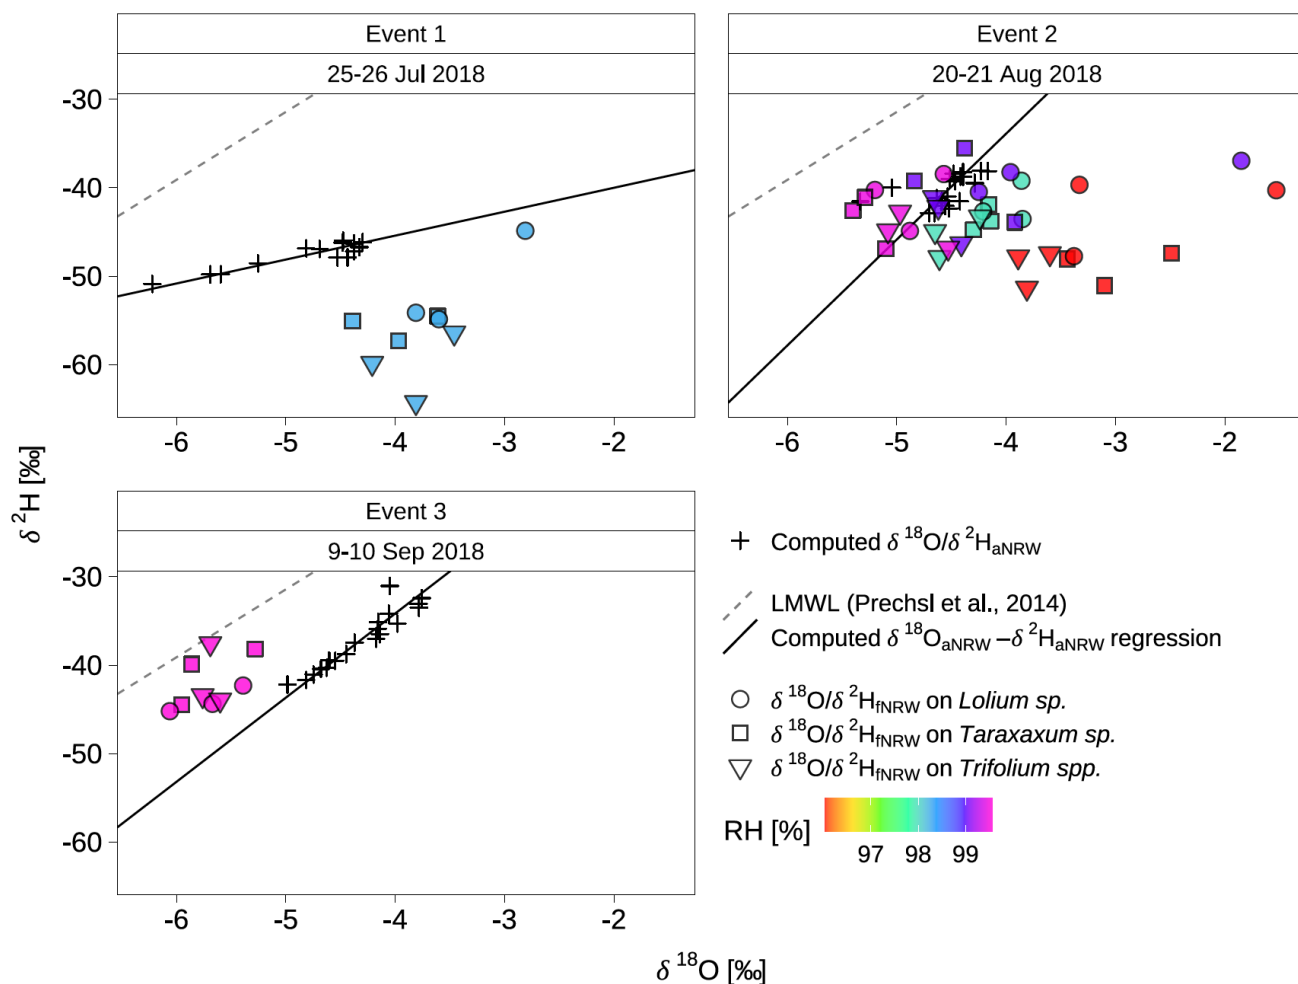 Event 1
25-26 Jul 2018
Event 2
20-21 Aug 2018
-30
-40
-50
-60
-6 -5 -4 -3 -2
-6 -5 -4 -3 -2
δ ²H [‰]
Event 3
9-10 Sep 2018
-30
-40
-50
-60
-6 -5 -4 -3 -2
δ ¹⁸O [‰]
Computed δ ¹⁸O/δ ²H_aNRW
LMWL (Prechsl et al., 2014)
Computed δ ¹⁸O_aNRW – δ ²H_aNRW regression
δ ¹⁸O/δ ²H_fNRW on Lolium sp.
δ ¹⁸O/δ ²H_fNRW on Taraxaxum sp.
δ ¹⁸O/δ ²H_fNRW on Trifolium spp.
RH [%]
97 98 99